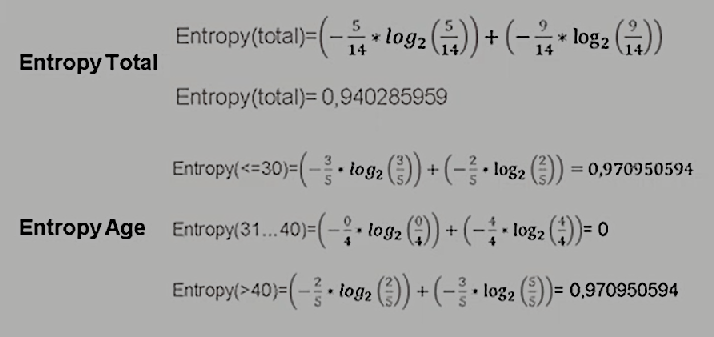 Entropy(total)=(−5/14 * log₂(5/14)) + (−9/14 * log₂(9/14))
Entropy Total
Entropy(total)= 0,940285959
Entropy(<=30)=(−3/5 * log₂(3/5)) + (−2/5 * log₂(2/5)) = 0,970950594
Entropy Age
Entropy(31...40)=(−0/4 * log₂(0/4)) + (−4/4 * log₂(4/4))= 0
Entropy(>40)=(−2/5 * log₂(2/5)) + (−3/5 * log₂(5/5))= 0,970950594